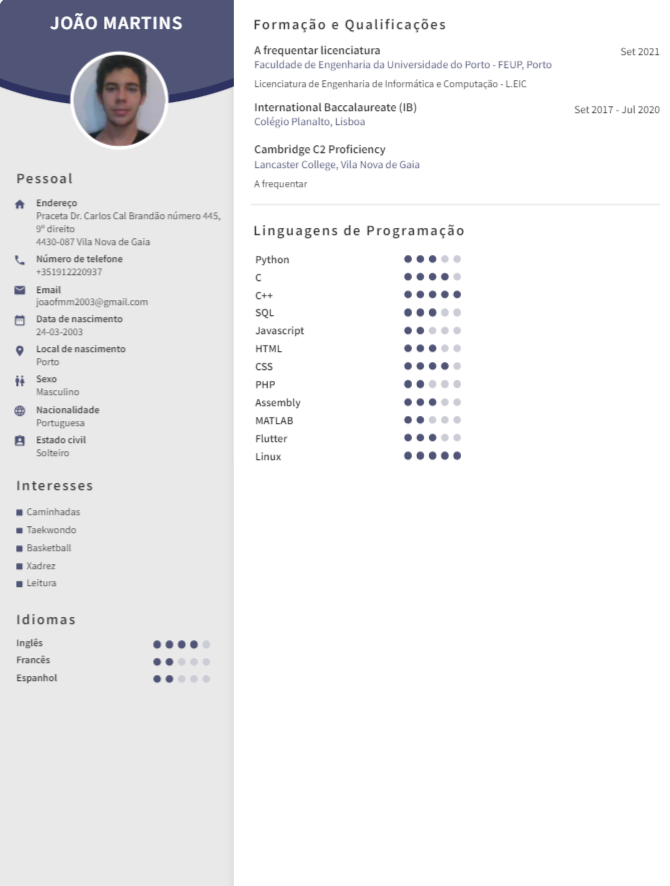 JOÃO MARTINS
Pessoal
Endereço
Praceta Dr. Carlos Cal Brandão número 445,
9º direito
4430-087 Vila Nova de Gaia
Número de telefone
+351912220937
Email
joaofmm2003@gmail.com
Data de nascimento
24-03-2003
Local de nascimento
Porto
Sexo
Masculino
Nacionalidade
Portuguesa
Estado civil
Solteiro
Interesses
Caminhadas
Taekwondo
Basketball
Xadrez
Leitura
Idiomas
Inglês
Francês
Espanhol
Formação e Qualificações
A frequentar licenciatura Set 2021
Faculdade de Engenharia da Universidade do Porto - FEUP, Porto
Licenciatura de Engenharia de Informática e Computação - L.EIC
International Baccalaureate (IB) Set 2017 - Jul 2020
Colégio Planalto, Lisboa
Cambridge C2 Proficiency
Lancaster College, Vila Nova de Gaia
A frequentar
Linguagens de Programação
Python
C
C++
SQL
Javascript
HTML
CSS
PHP
Assembly
MATLAB
Flutter
Linux